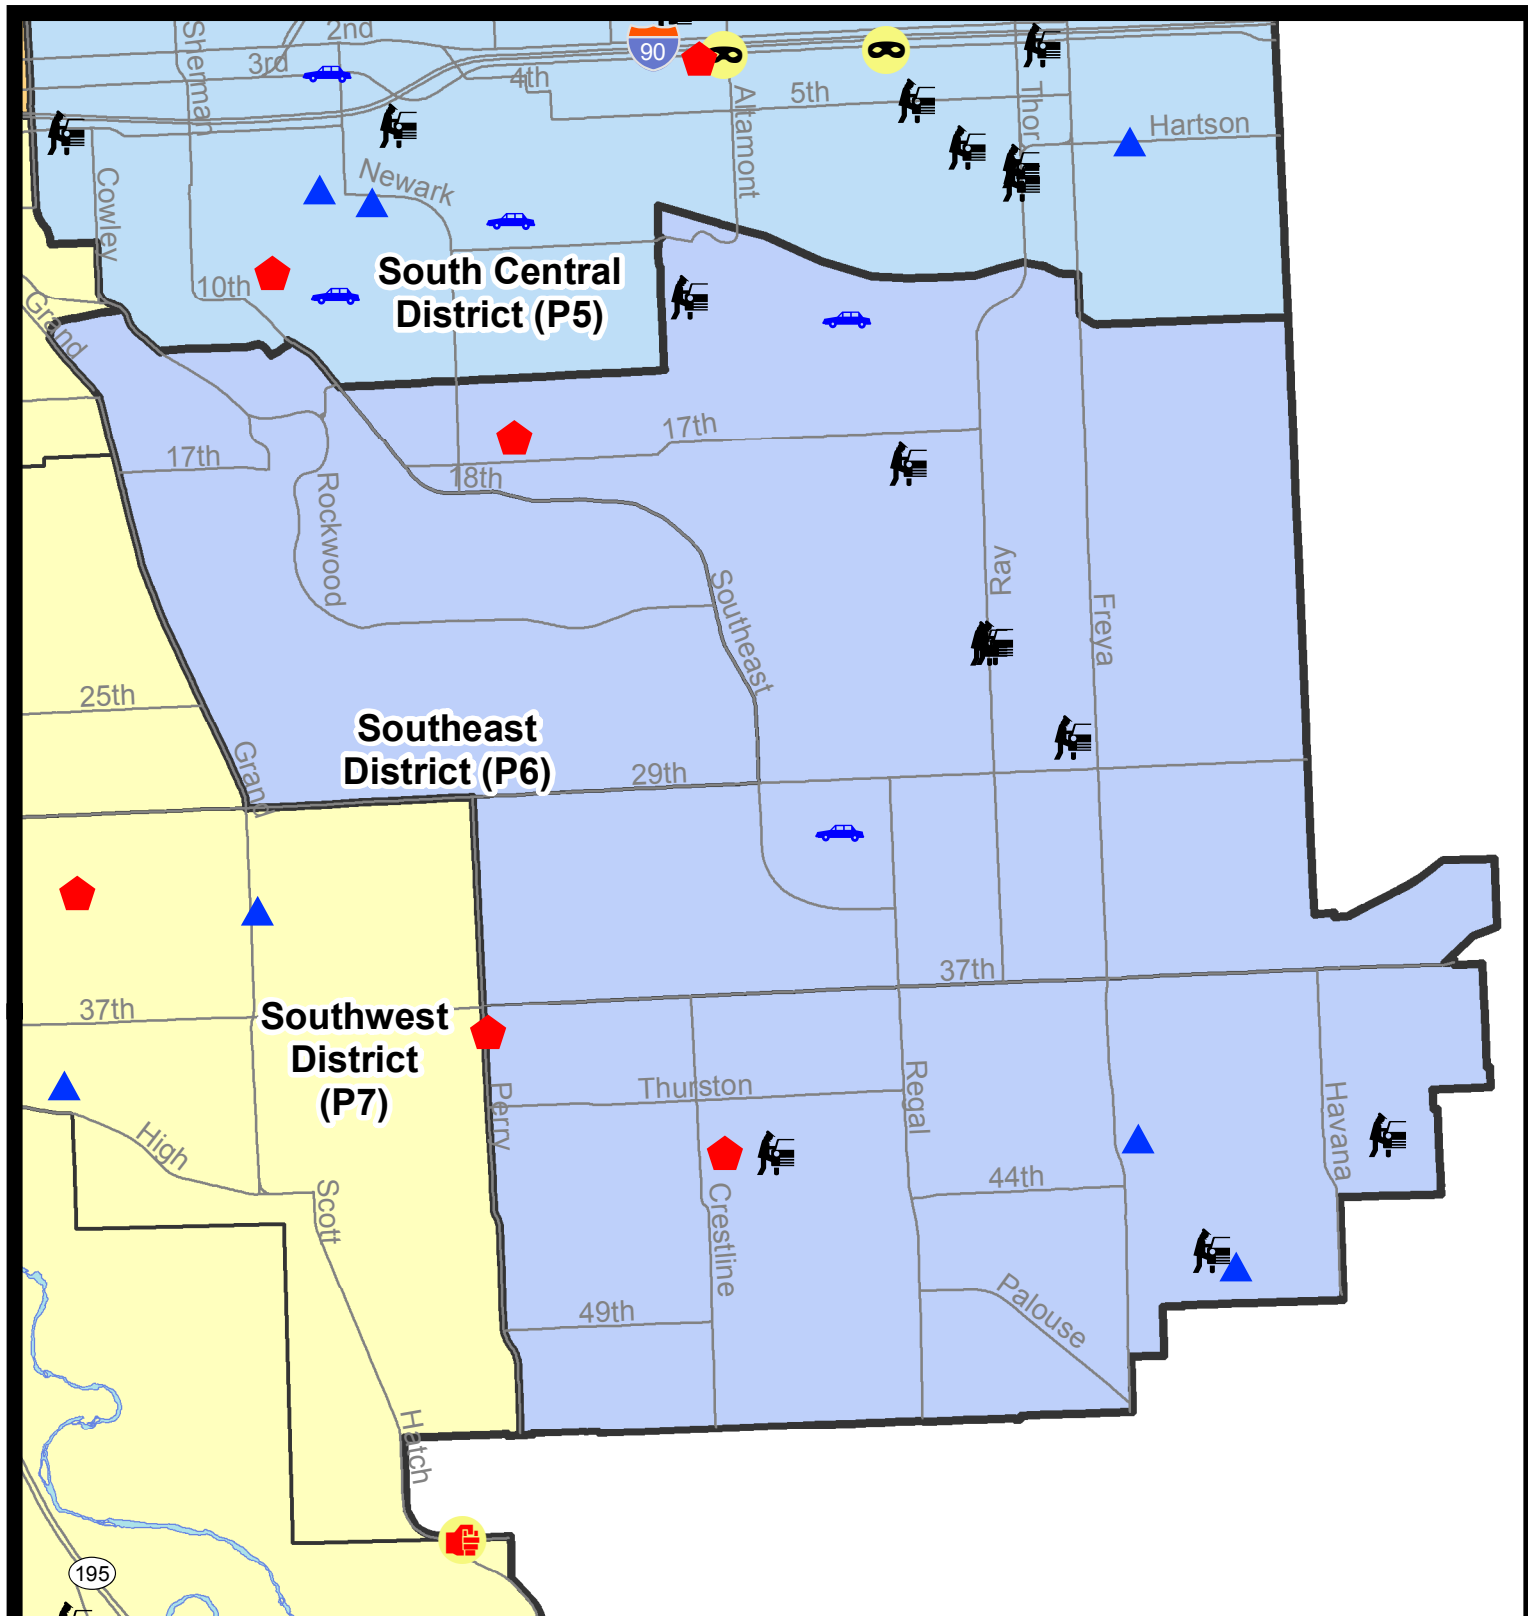 2nd
Sherman
3rd
90
4th
5th
Altamont
Thor
Hartson
Newark
Cowley
10th
South Central
District (P5)
Grand
17th
17th
18th
Rockwood
Southeast
Ray
Freya
25th
Grand
Southeast
District (P6)
29th
37th
37th
Southwest
District
(P7)
Perry
Thurston
Regal
Havana
High
Scott
Crestline
44th
49th
Palouse
Hatch
195